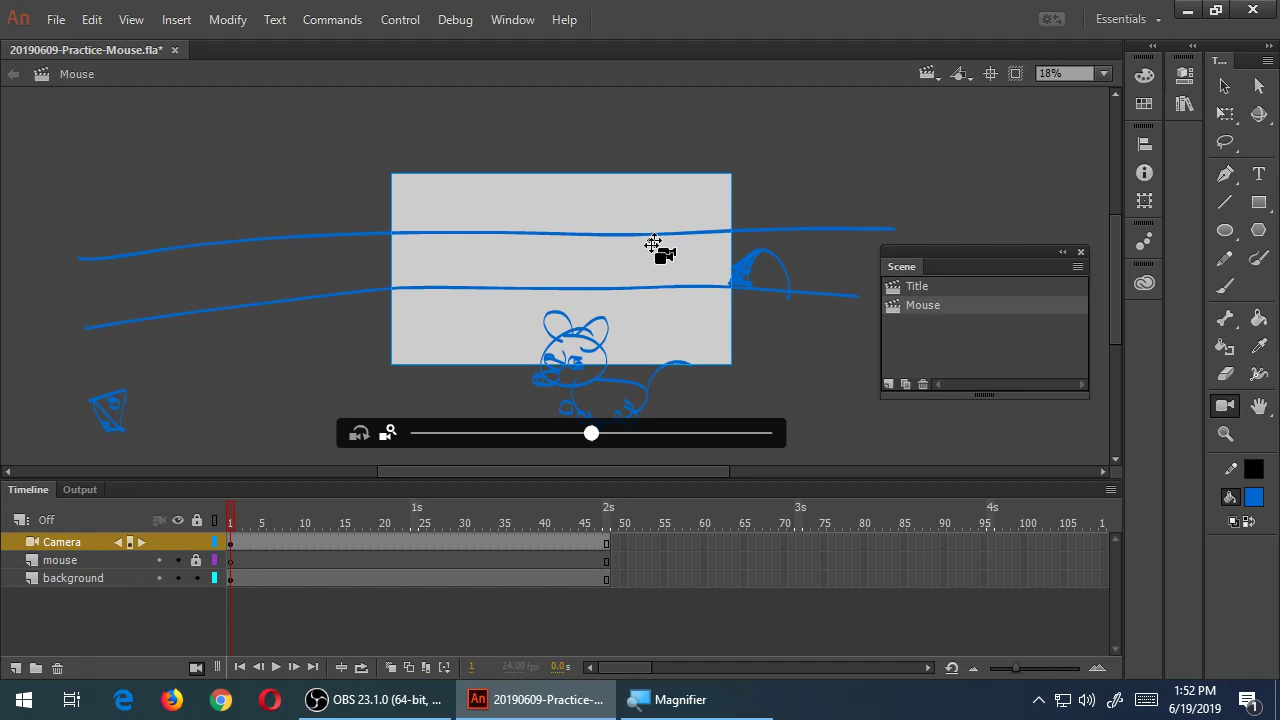 An File Edit View Insert Modify Text Commands Control Debug Window Help Essentials
20190609-Practice-Mouse.fla* ×
Mouse 18%
T...
Scene
Title
Mouse
Timeline Output
1s 2s 3s 4s
Off 1 5 10 15 20 25 30 35 40 45 50 55 60 65 70 75 80 85 90 95 100 105 1
Camera
mouse
background
1 24.00 fps 0.0 s
OBS 23.1.0 (64-bit, ... An 20190609-Practice-... Magnifier
1:52 PM
6/19/2019
1